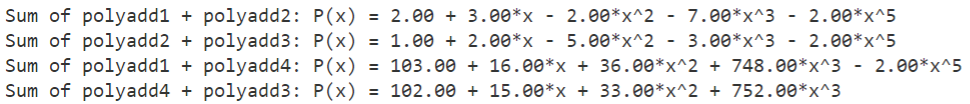 Sum of polyadd1 + polyadd2: P(x) = 2.00 + 3.00*x - 2.00*x^2 - 7.00*x^3 - 2.00*x^5
Sum of polyadd2 + polyadd3: P(x) = 1.00 + 2.00*x - 5.00*x^2 - 3.00*x^3 - 2.00*x^5
Sum of polyadd1 + polyadd4: P(x) = 103.00 + 16.00*x + 36.00*x^2 + 748.00*x^3 - 2.00*x^5
Sum of polyadd4 + polyadd3: P(x) = 102.00 + 15.00*x + 33.00*x^2 + 752.00*x^3